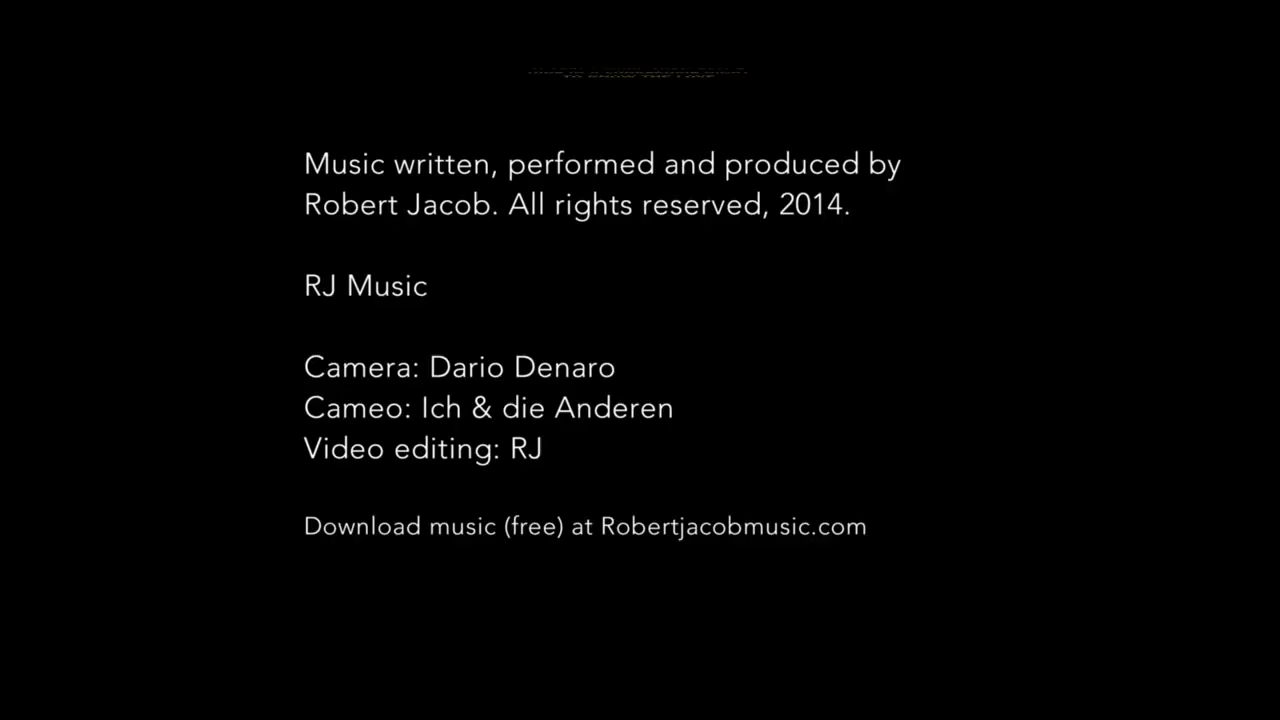 Music written, performed and produced by
Robert Jacob. All rights reserved, 2014.
RJ Music
Camera: Dario Denaro
Cameo: Ich & die Anderen
Video editing: RJ
Download music (free) at Robertjacobmusic.com